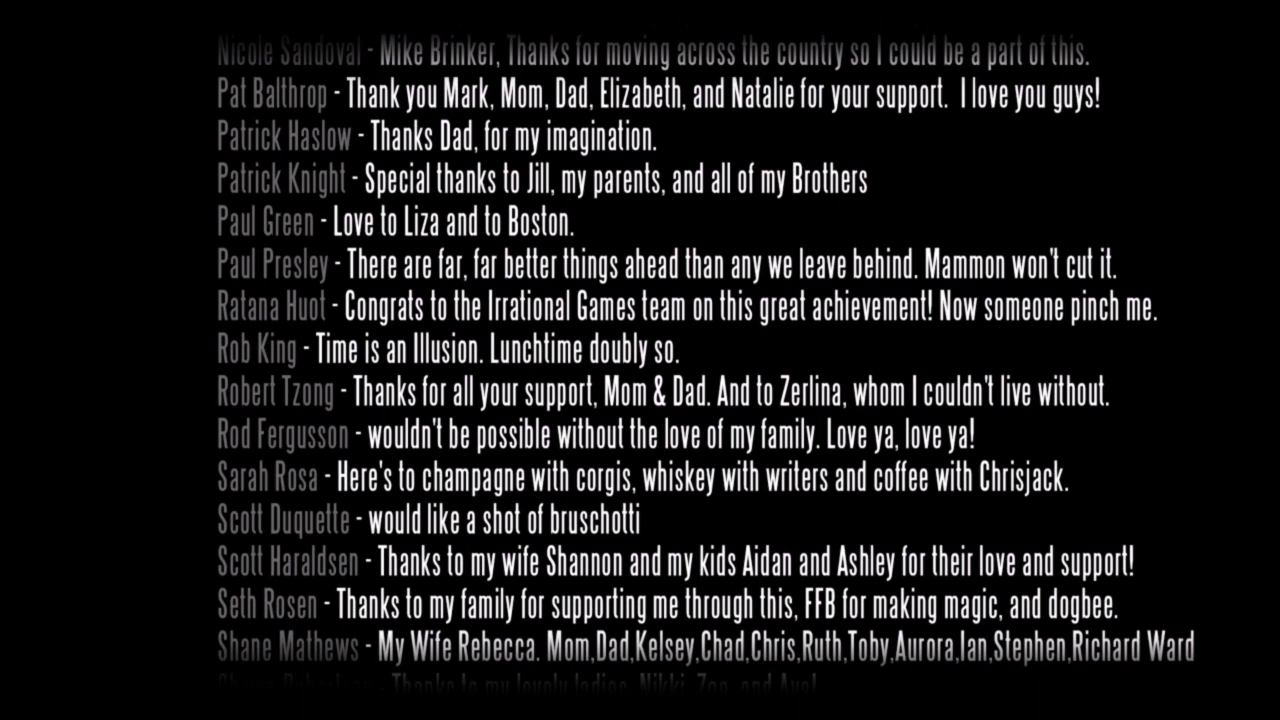 Nicole Sandoval - Mike Brinker, Thanks for moving across the country so I could be a part of this.
Pat Balthrop - Thank you Mark, Mom, Dad, Elizabeth, and Natalie for your support.  I love you guys!
Patrick Haslow - Thanks Dad, for my imagination.
Patrick Knight - Special thanks to Jill, my parents, and all of my Brothers
Paul Green - Love to Liza and to Boston.
Paul Presley - There are far, far better things ahead than any we leave behind. Mammon won't cut it.
Ratana Huot - Congrats to the Irrational Games team on this great achievement! Now someone pinch me.
Rob King - Time is an Illusion. Lunchtime doubly so.
Robert Tzong - Thanks for all your support, Mom & Dad. And to Zerlina, whom I couldn't live without.
Rod Fergusson - wouldn't be possible without the love of my family. Love ya, love ya!
Sarah Rosa - Here's to champagne with corgis, whiskey with writers and coffee with Chrisjack.
Scott Duquette - would like a shot of bruschotti
Scott Haraldsen - Thanks to my wife Shannon and my kids Aidan and Ashley for their love and support!
Seth Rosen - Thanks to my family for supporting me through this, FFB for making magic, and dogbee.
Shane Mathews - My Wife Rebecca. Mom,Dad,Kelsey,Chad,Chris,Ruth,Toby,Aurora,Ian,Stephen,Richard Ward
- Thanks to my lovely ladies, Nikki, Zoe, and Ava!